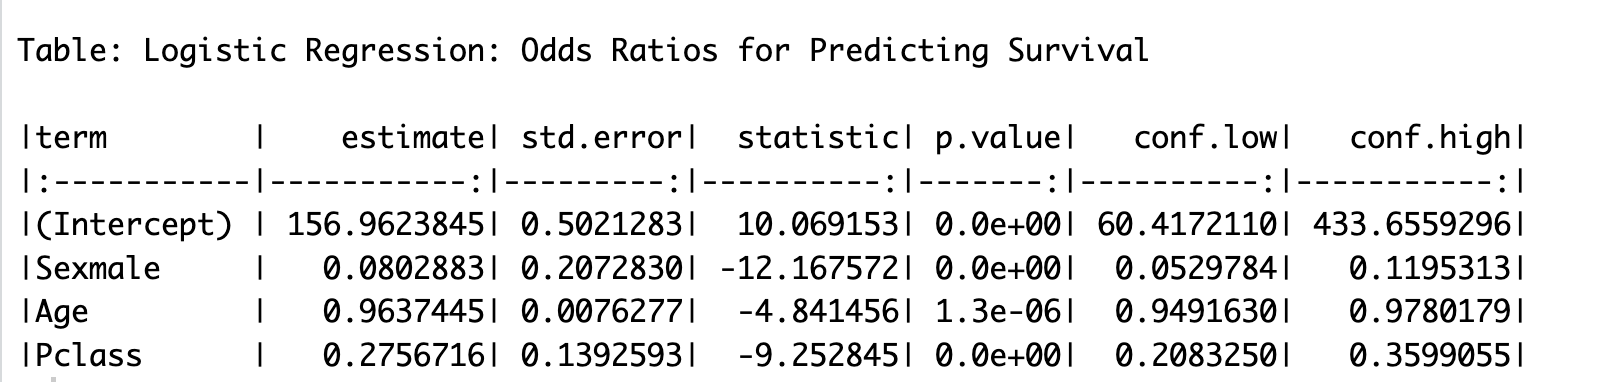 Table: Logistic Regression: Odds Ratios for Predicting Survival
|term        |    estimate| std.error|  statistic| p.value|   conf.low|   conf.high|
|:-----------|-----------:|---------:|----------:|-------:|----------:|-----------:|
|(Intercept) | 156.9623845| 0.5021283|  10.069153| 0.0e+00| 60.4172110| 433.6559296|
|Sexmale     |   0.0802883| 0.2072830| -12.167572| 0.0e+00|  0.0529784|   0.1195313|
|Age         |   0.9637445| 0.0076277|  -4.841456| 1.3e-06|  0.9491630|   0.9780179|
|Pclass      |   0.2756716| 0.1392593|  -9.252845| 0.0e+00|  0.2083250|   0.3599055|